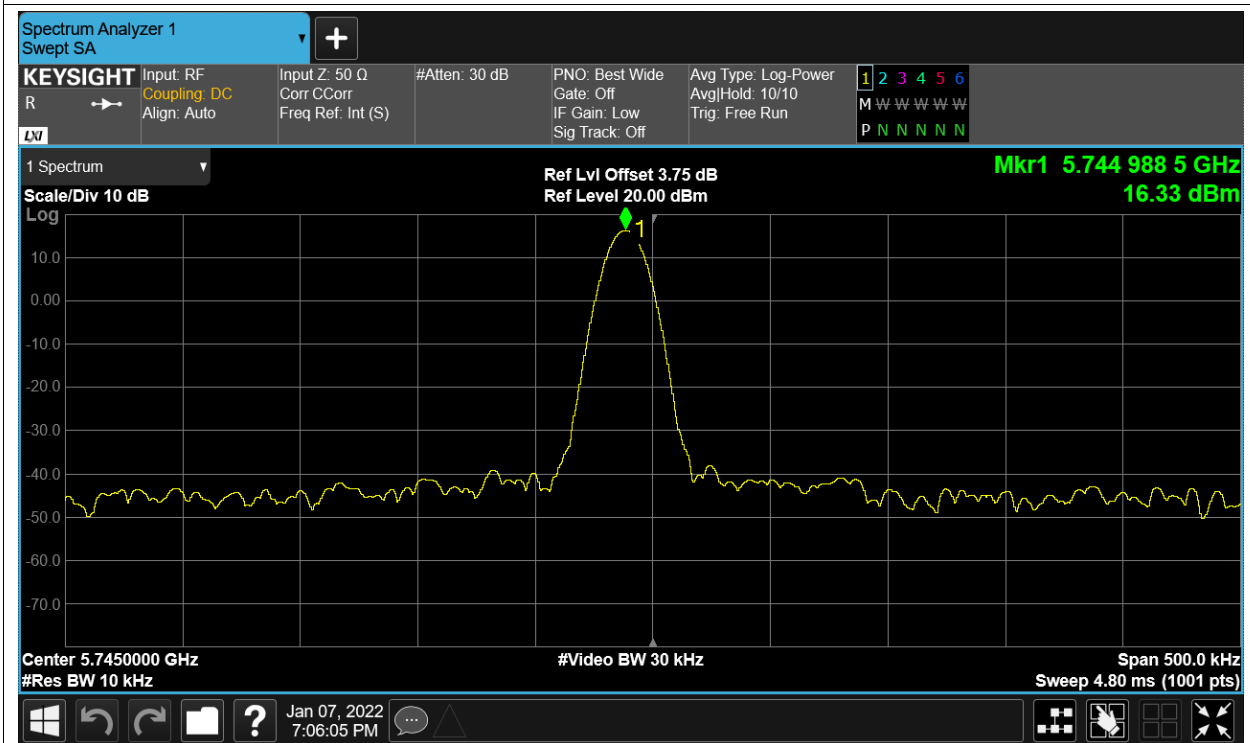 Spectrum Analyzer 1
Swept SA
KEYSIGHT
R
LXI
Input: RF
Coupling: DC
Align: Auto
Input Z: 50 Ω
Corr CCorr
Freq Ref: Int (S)
#Atten: 30 dB
PNO: Best Wide
Gate: Off
IF Gain: Low
Sig Track: Off
Avg Type: Log-Power
Avg|Hold: 10/10
Trig: Free Run
1 2 3 4 5 6
M W W W W W
P N N N N N
1 Spectrum
Scale/Div 10 dB
Log
Ref Lvl Offset 3.75 dB
Ref Level 20.00 dBm
Mkr1 5.744 988 5 GHz
16.33 dBm
1
10.0
0.00
-10.0
-20.0
-30.0
-40.0
-50.0
-60.0
-70.0
Center 5.7450000 GHz
#Res BW 10 kHz
#Video BW 30 kHz
Span 500.0 kHz
Sweep 4.80 ms (1001 pts)
?
Jan 07, 2022
7:06:05 PM